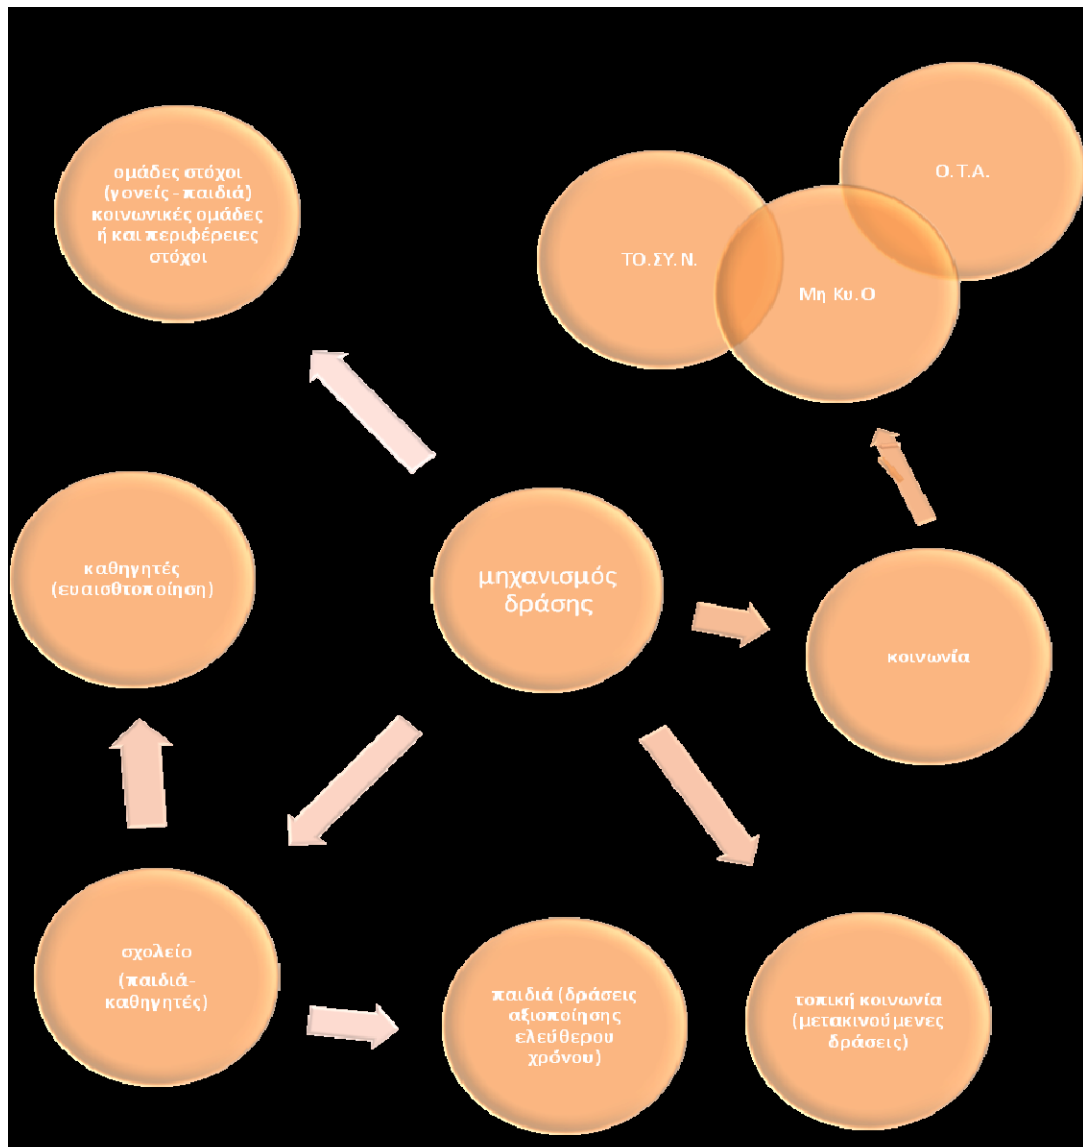 ομάδες στόχοι
(γονείς - παιδιά)
κοινωνικές ομάδες
ή και περιφέρειες
στόχοι
Ο.Τ.Α.
ΤΟ.ΣΥ.Ν.
Μη Κυ.Ο
καθηγητές
(ευαισθτοποίηση)
μηχανισμός
δράσης
κοινωνία
σχολείο
(παιδιά-
καθηγητές)
παιδιά (δράσεις
αξιοποίησης
ελεύθερου
χρόνου)
τοπική κοινωνία
(μετακινούμενες
δράσεις)